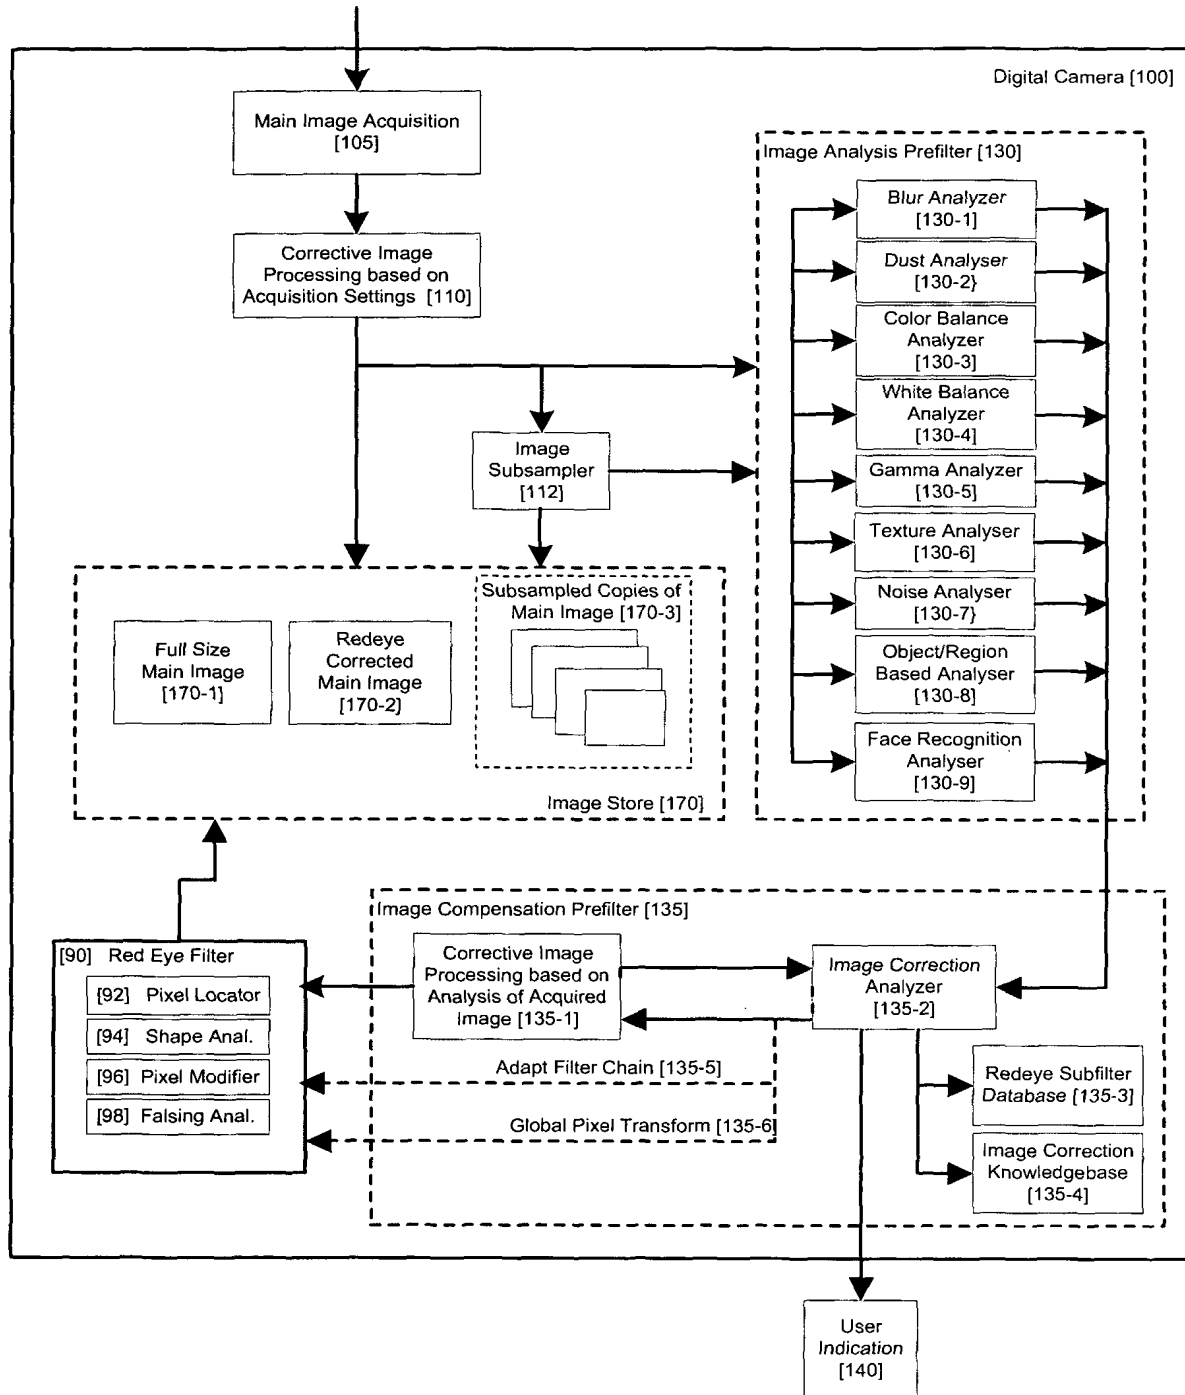 Digital Camera [100]
Main Image Acquisition
[105]
Corrective Image
Processing based on
Acquisition Settings [110]
Image Subsampler
[112]
Image Analysis Prefilter [130]
Blur Analyzer
[130-1]
Dust Analyser
[130-2}
Color Balance
Analyzer
[130-3]
White Balance
Analyzer
[130-4]
Gamma Analyzer
[130-5]
Texture Analyser
[130-6]
Noise Analyser
[130-7}
Object/Region
Based Analyser
[130-8]
Face Recognition
Analyser
[130-9]
Full Size
Main Image
[170-1]
Redeye
Corrected
Main Image
[170-2]
Subsampled Copies of
Main Image [170-3]
Image Store [170]
Image Compensation Prefilter [135]
Corrective Image
Processing based on
Analysis of Acquired
Image [135-1]
Image Correction
Analyzer
[135-2]
Adapt Filter Chain [135-5]
Global Pixel Transform [135-6]
Redeye Subfilter
Database [135-3]
Image Correction
Knowledgebase
[135-4]
[90] Red Eye Filter
[92] Pixel Locator
[94] Shape Anal.
[96] Pixel Modifier
[98] Falsing Anal.
User
Indication
[140]